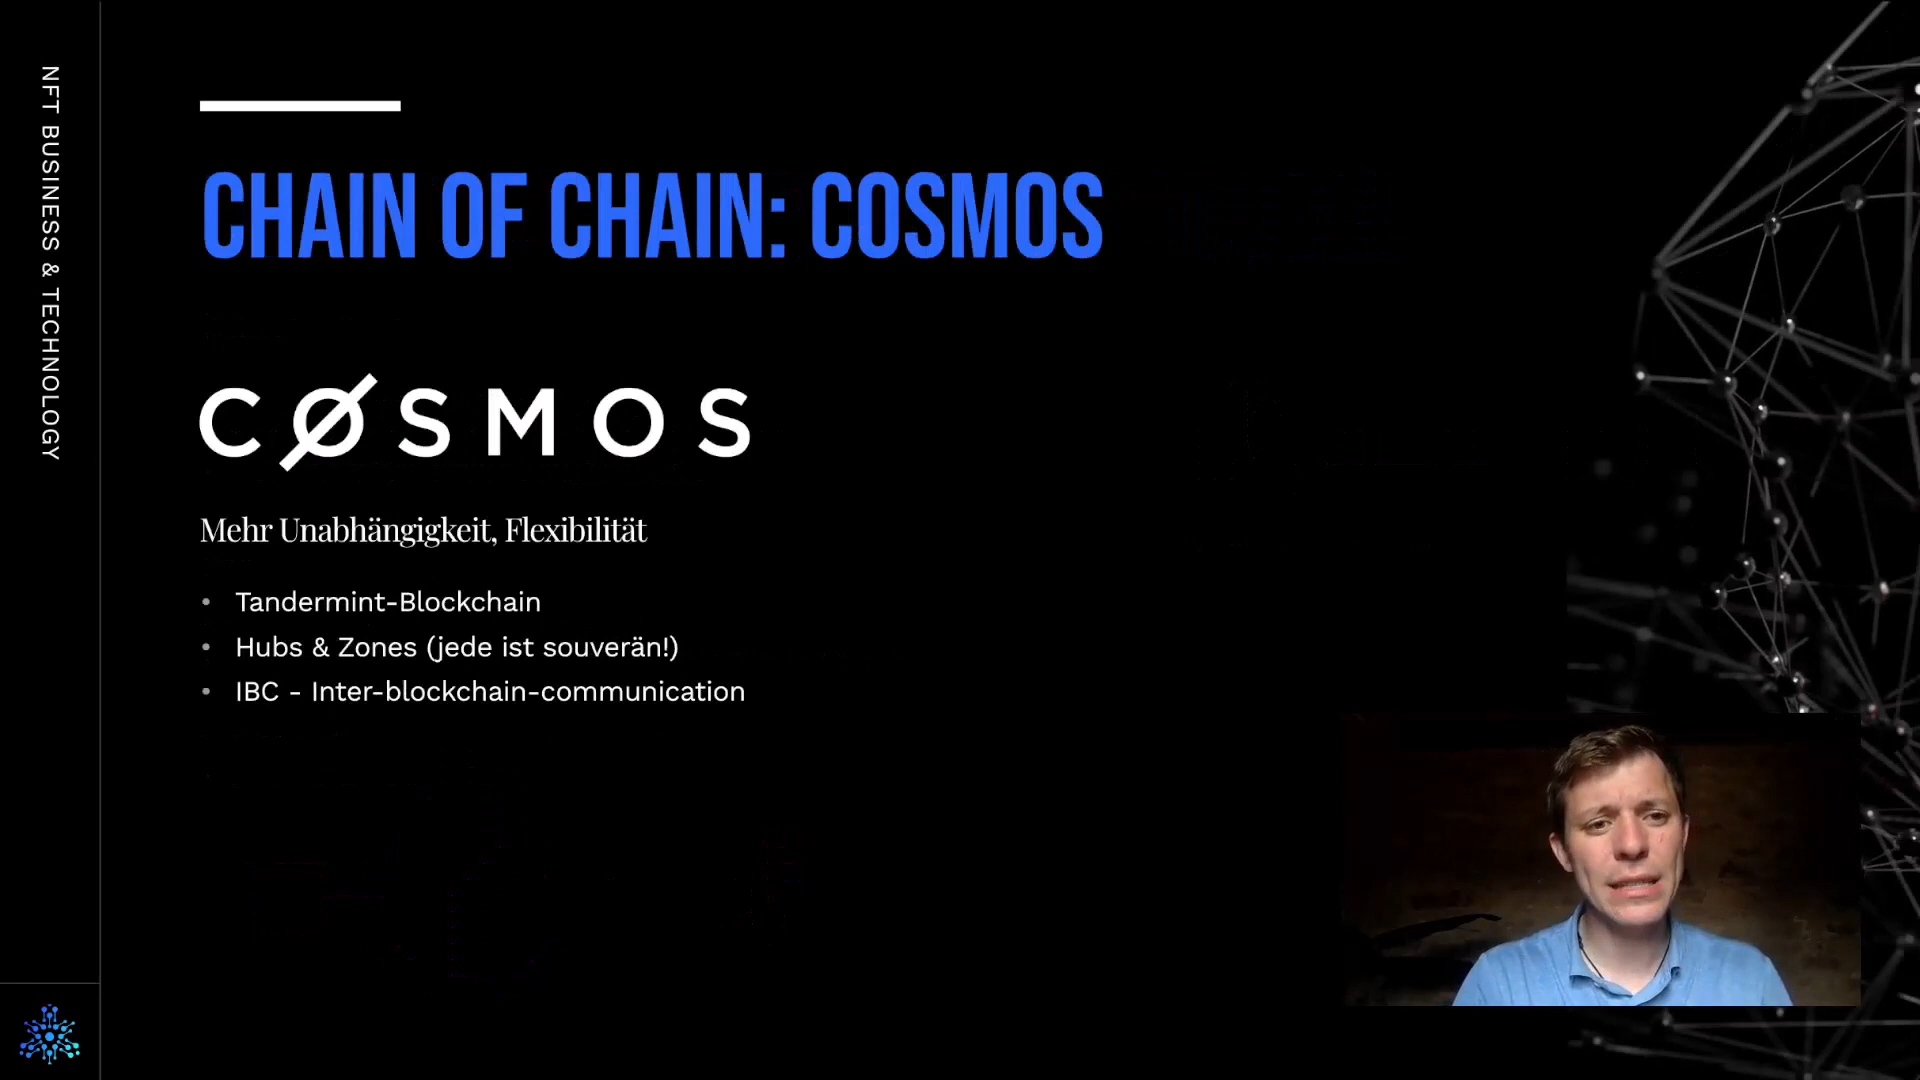 NFT BUSINESS & TECHNOLOGY
CHAIN OF CHAIN: COSMOS
CØSMOS
Mehr Unabhängigkeit, Flexibilität
• Tandermint-Blockchain
• Hubs & Zones (jede ist souverän!)
• IBC - Inter-blockchain-communication